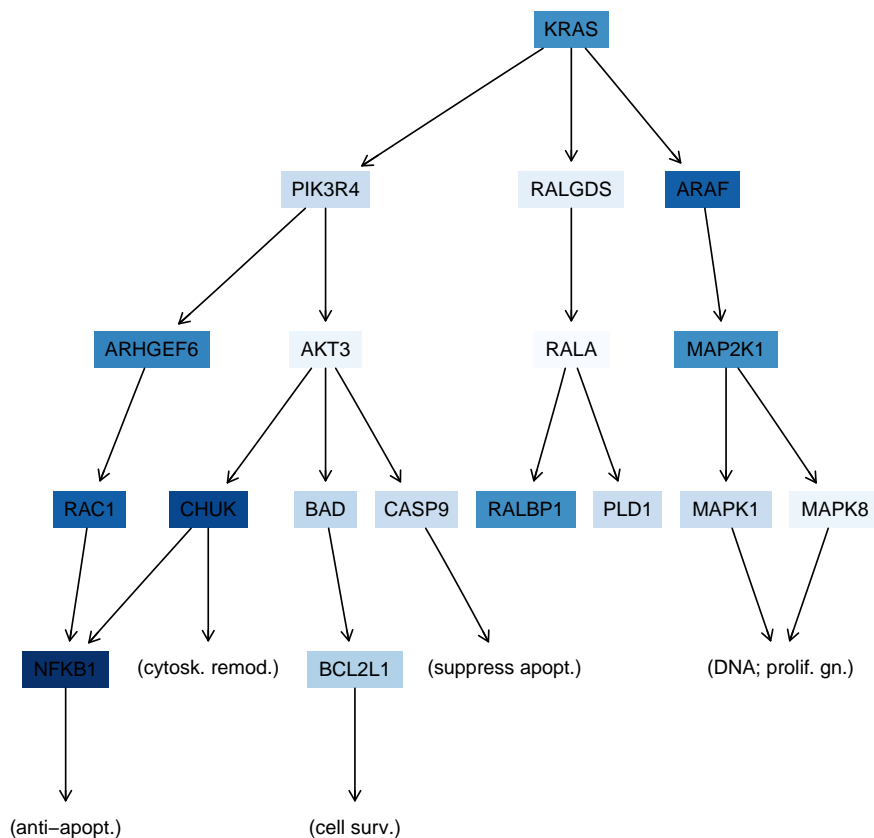 KRAS
PIK3R4
RALGDS
ARAF
ARHGEF6
AKT3
RALA
MAP2K1
RAC1
CHUK
BAD
CASP9
RALBP1
PLD1
MAPK1
MAPK8
NFKB1
(cytosk. remod.)
BCL2L1
(suppress apopt.)
(DNA; prolif. gn.)
(anti−apopt.)
(cell surv.)